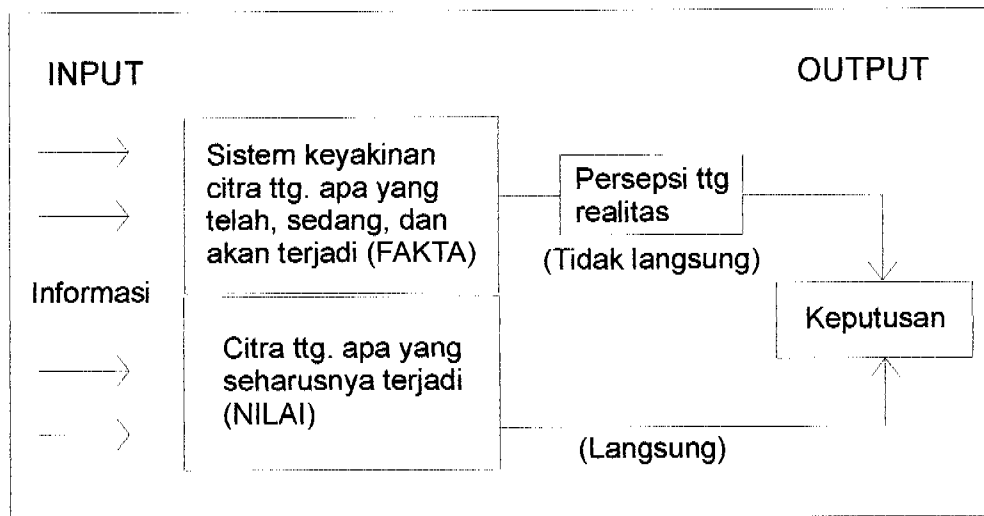 INPUT
OUTPUT
Sistem keyakinan
citra ttg. apa yang
telah, sedang, dan
akan terjadi (FAKTA)
Persepsi ttg
realitas
(Tidak langsung)
Informasi
Keputusan
Citra ttg. apa yang
seharusnya terjadi
(NILAI)
(Langsung)